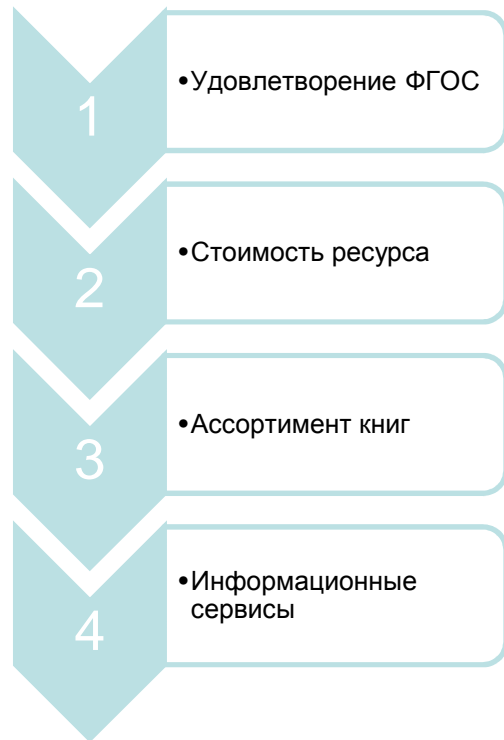 1
•Удовлетворение ФГОС
2
•Стоимость ресурса
3
•Ассортимент книг
4
•Информационные
сервисы